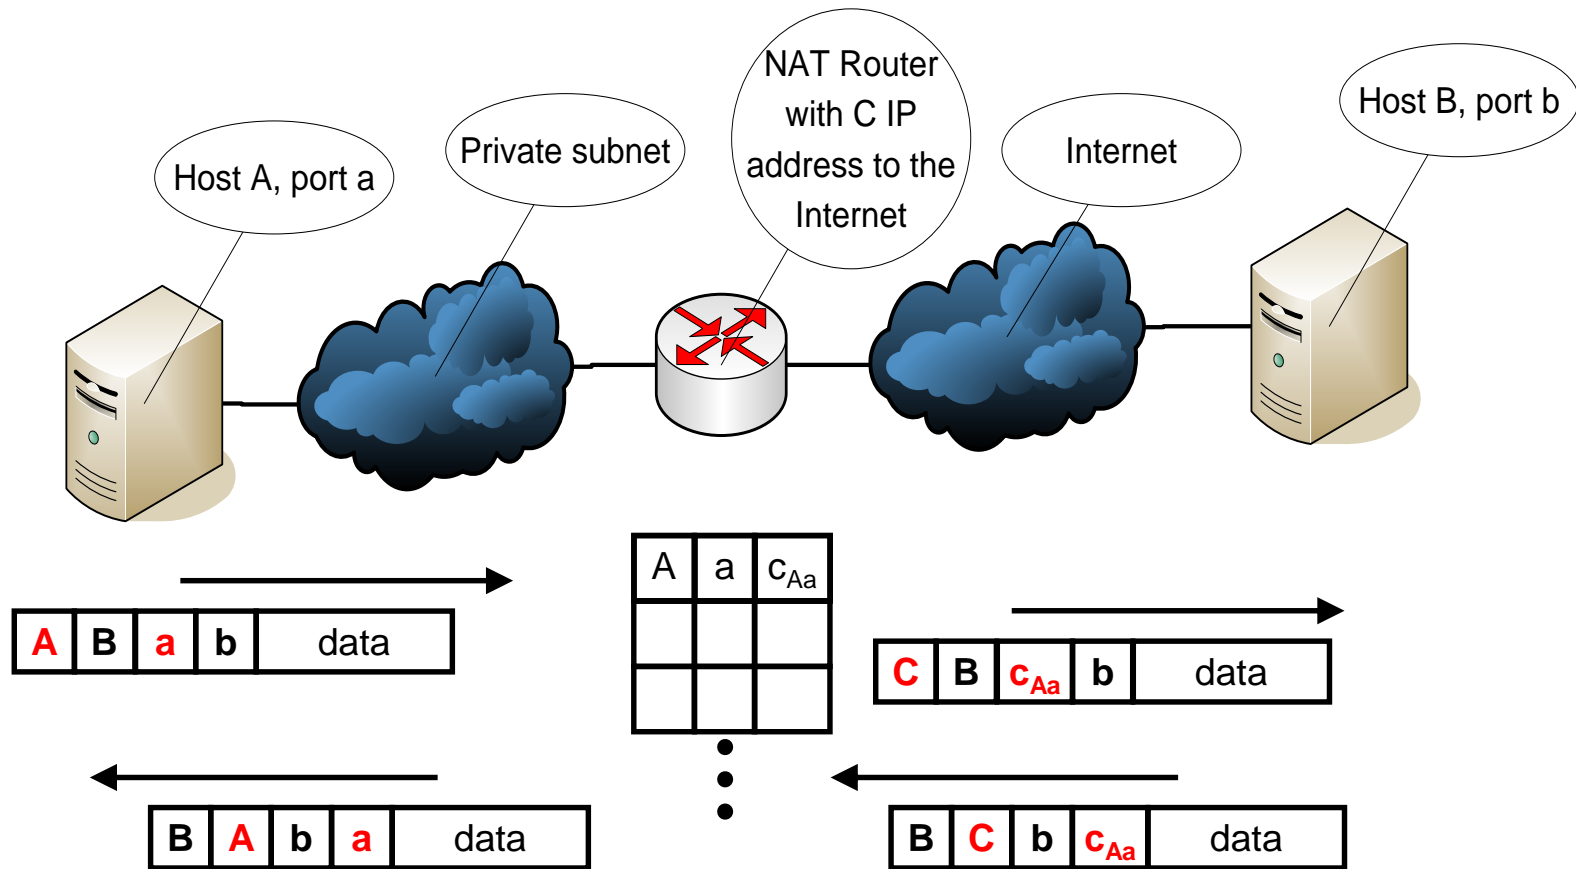 Host A, port a
Private subnet
NAT Router
with C IP
address to the
Internet
Internet
Host B, port b
A a cAa
A B a b data
C B cAa b data
B A b a data
B C b cAa data